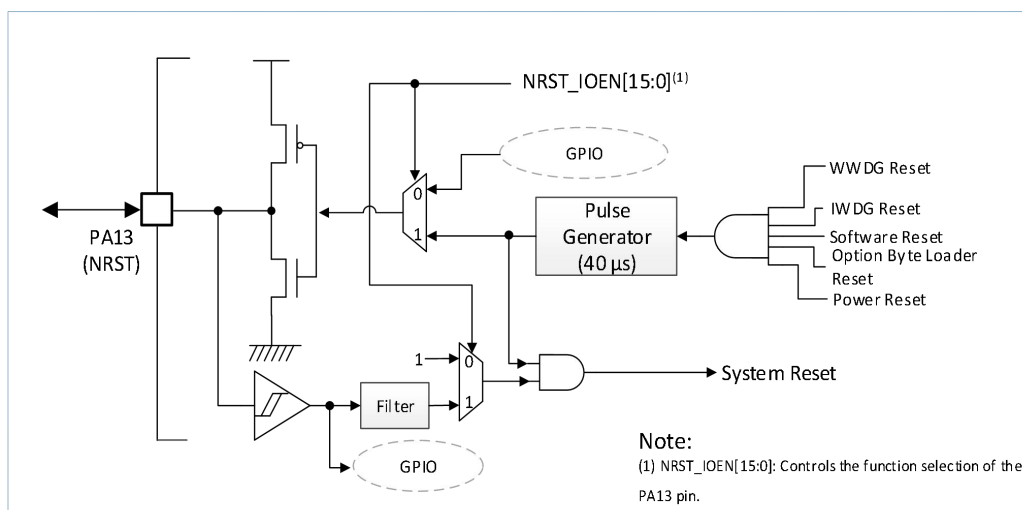 NRST_IOEN[15:0](1)
GPIO
0
1
Pulse
Generator
(40 µs)
WWDG Reset
IWDG Reset
Software Reset
Option Byte Loader
Reset
Power Reset
PA13
(NRST)
1
0
1
Filter
GPIO
System Reset
Note:
(1) NRST_IOEN[15:0]: Controls the function selection of the
PA13 pin.